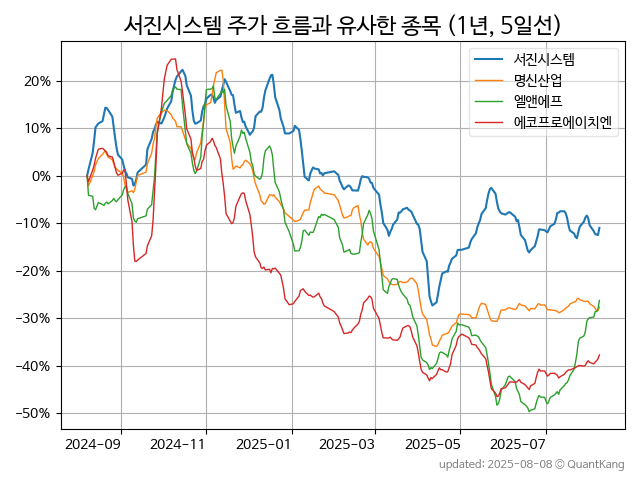 서진시스템 주가 흐름과 유사한 종목 (1년, 5일선)
서진시스템
명신산업
엘앤에프
에코프로에이치엔
20%
10%
0%
−10%
−20%
−30%
−40%
−50%
2024-09
2024-11
2025-01
2025-03
2025-05
2025-07
updated: 2025-08-08 © QuantKang